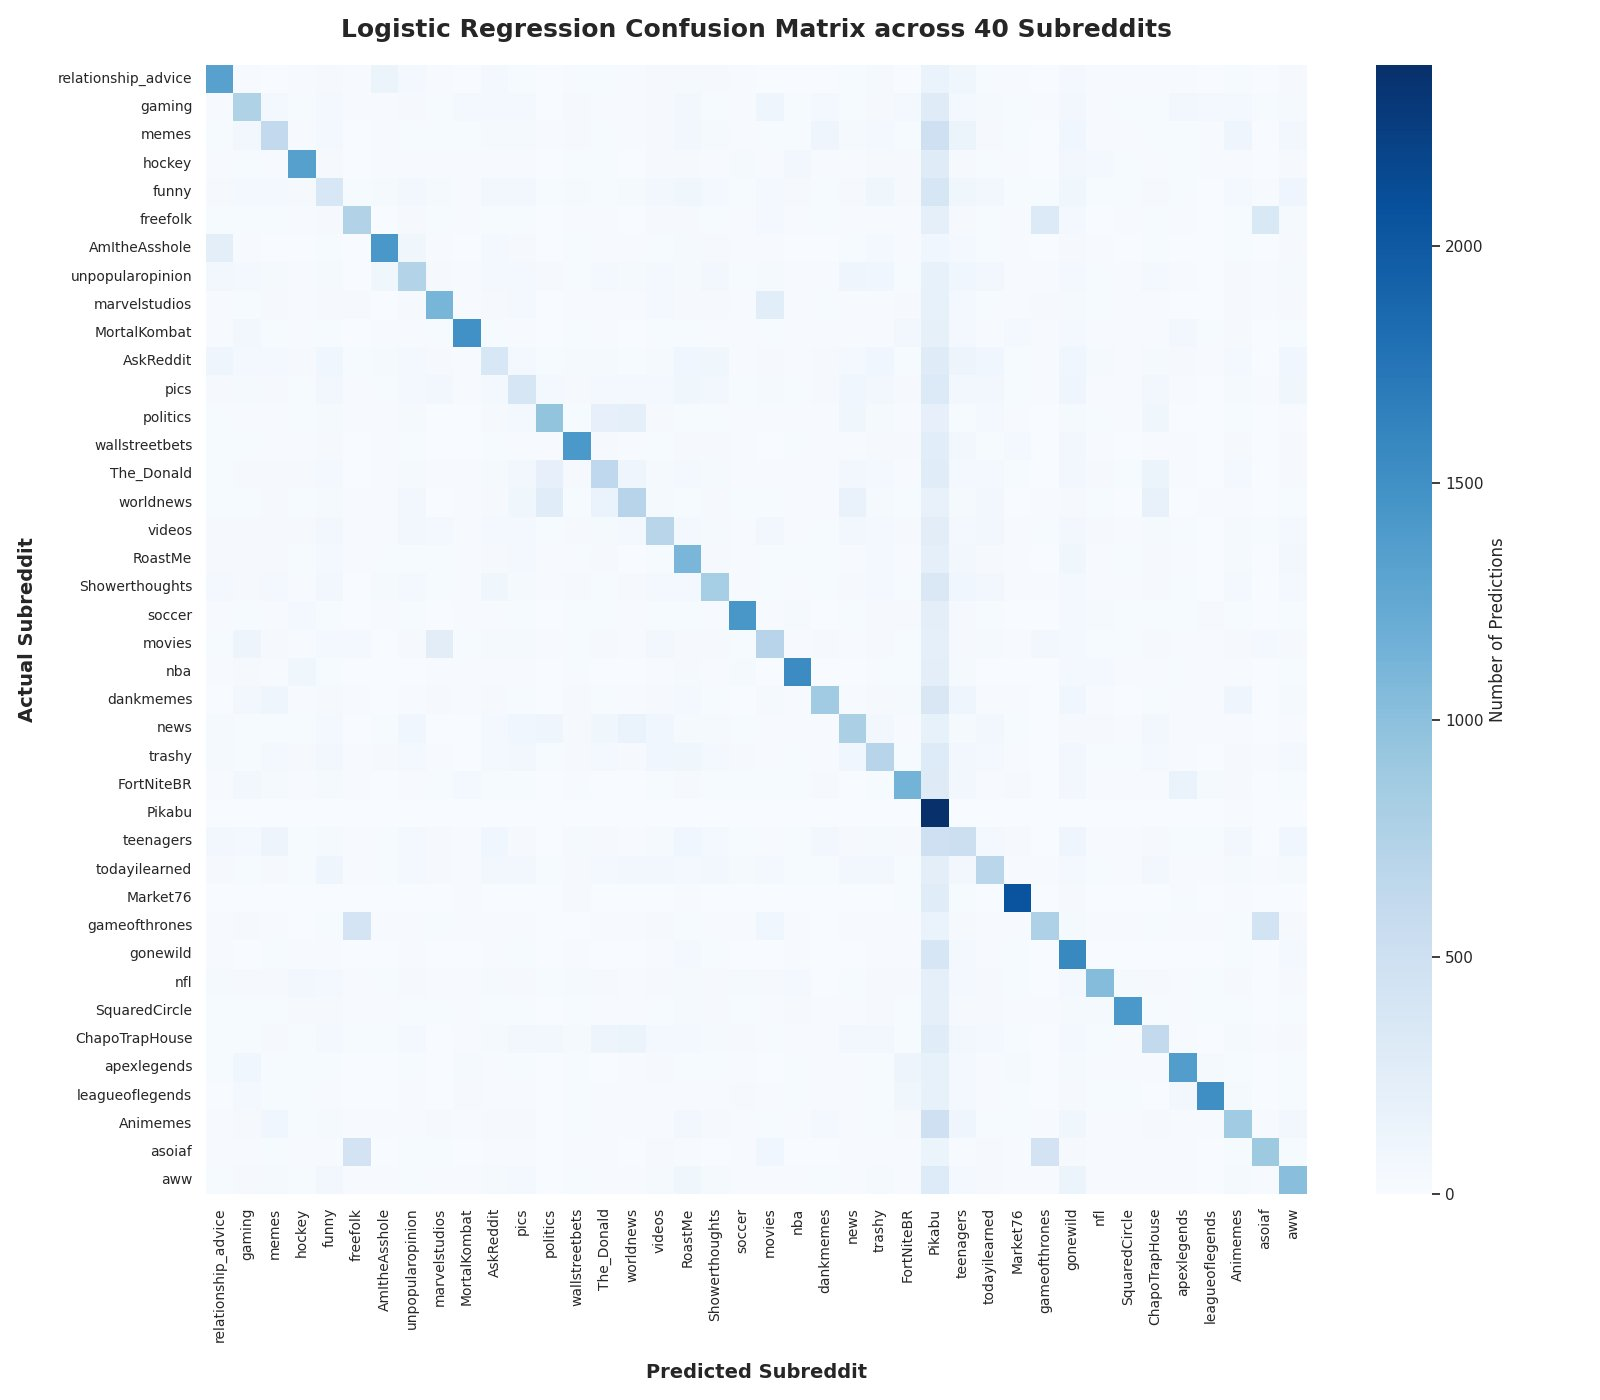 Logistic Regression Confusion Matrix across 40 Subreddits
Actual Subreddit
relationship_advice
gaming
memes
hockey
funny
freefolk
AmItheAsshole
unpopularopinion
marvelstudios
MortalKombat
AskReddit
pics
politics
wallstreetbets
The_Donald
worldnews
videos
RoastMe
Showerthoughts
soccer
movies
nba
dankmemes
news
trashy
FortNiteBR
Pikabu
teenagers
todayilearned
Market76
gameofthrones
gonewild
nfl
SquaredCircle
ChapoTrapHouse
apexlegends
leagueoflegends
Animemes
asoiaf
aww
relationship_advice
gaming
memes
hockey
funny
freefolk
AmItheAsshole
unpopularopinion
marvelstudios
MortalKombat
AskReddit
pics
politics
wallstreetbets
The_Donald
worldnews
videos
RoastMe
Showerthoughts
soccer
movies
nba
dankmemes
news
trashy
FortNiteBR
Pikabu
teenagers
todayilearned
Market76
gameofthrones
gonewild
nfl
SquaredCircle
ChapoTrapHouse
apexlegends
leagueoflegends
Animemes
asoiaf
aww
Predicted Subreddit
2000
1500
1000
500
0
Number of Predictions